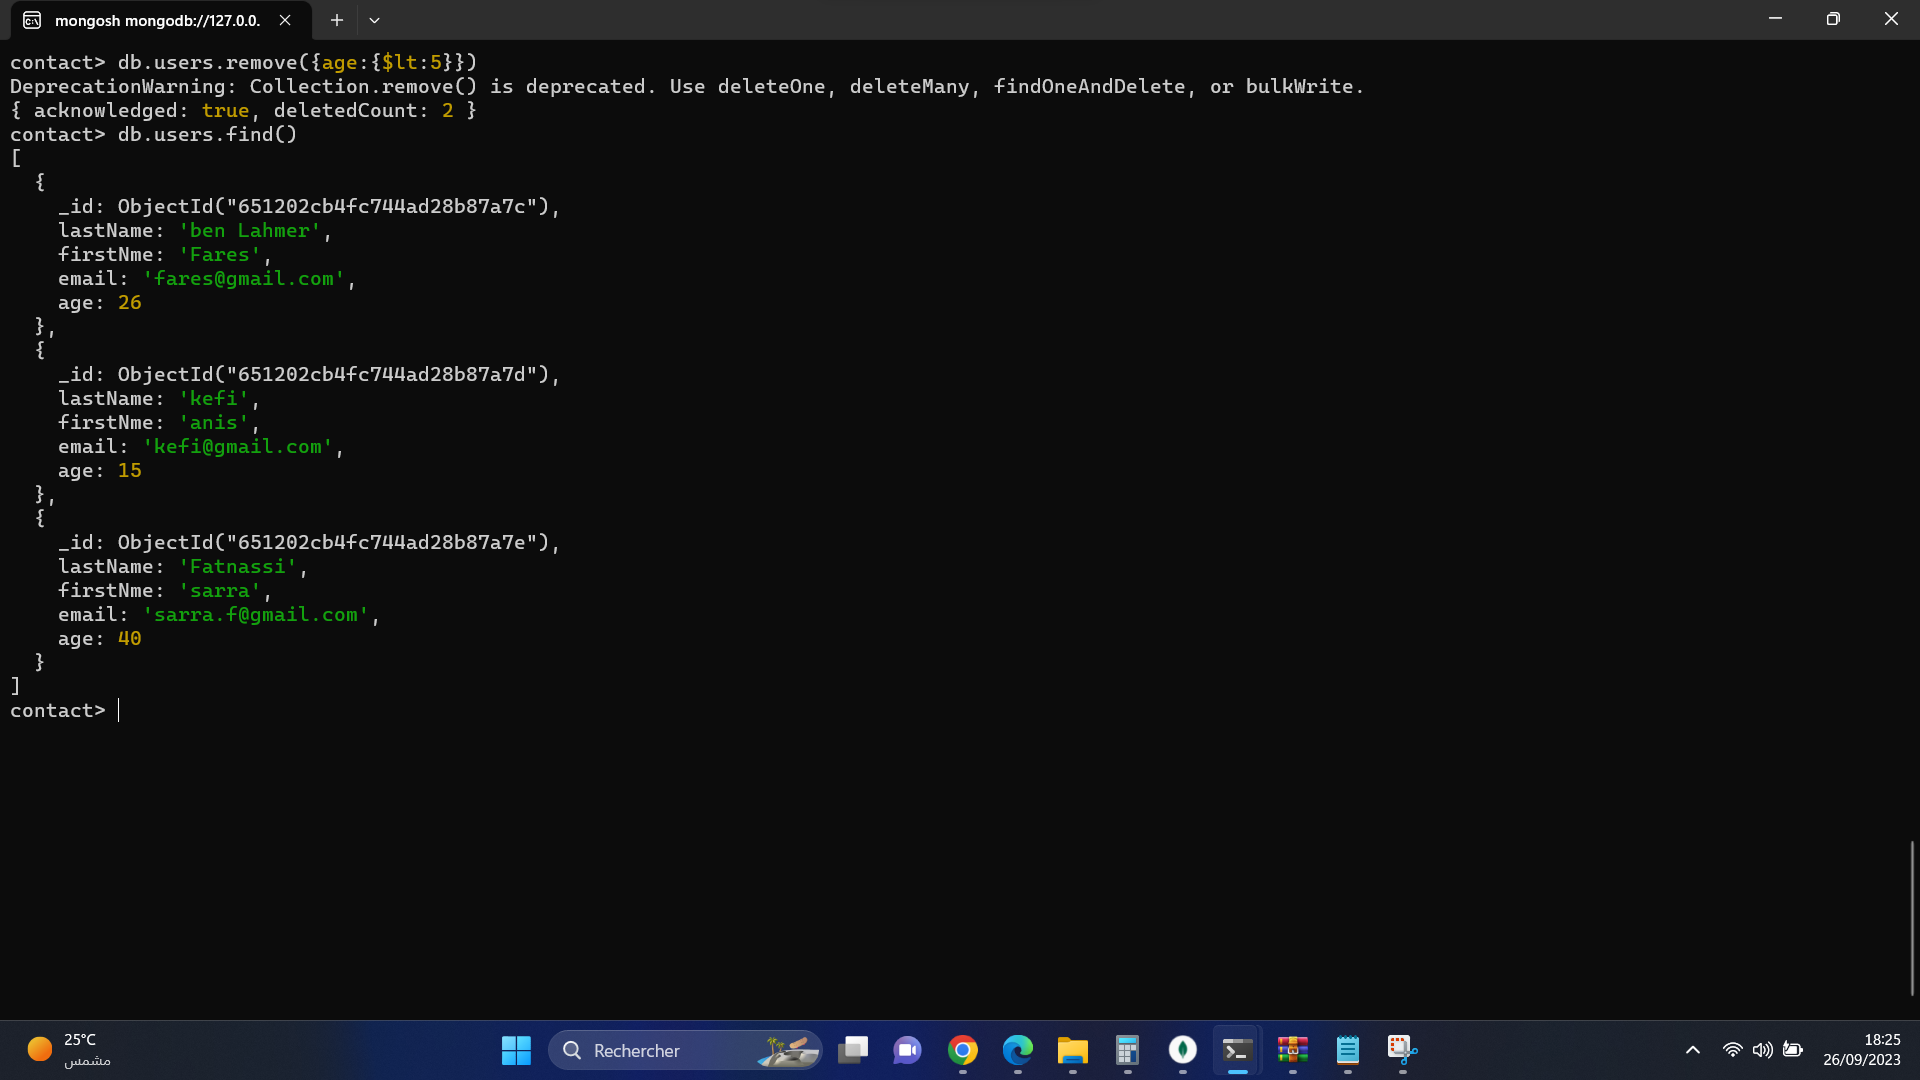 mongosh mongodb://127.0.0.
contact> db.users.remove({age:{$lt:5}})
DeprecationWarning: Collection.remove() is deprecated. Use deleteOne, deleteMany, findOneAndDelete, or bulkWrite.
{ acknowledged: true, deletedCount: 2 }
contact> db.users.find()
[
  {
    _id: ObjectId("651202cb4fc744ad28b87a7c"),
    lastName: 'ben Lahmer',
    firstNme: 'Fares',
    email: 'fares@gmail.com',
    age: 26
  },
  {
    _id: ObjectId("651202cb4fc744ad28b87a7d"),
    lastName: 'kefi',
    firstNme: 'anis',
    email: 'kefi@gmail.com',
    age: 15
  },
  {
    _id: ObjectId("651202cb4fc744ad28b87a7e"),
    lastName: 'Fatnassi',
    firstNme: 'sarra',
    email: 'sarra.f@gmail.com',
    age: 40
  }
]
contact>
25°C
مشمس
Rechercher
18:25
26/09/2023